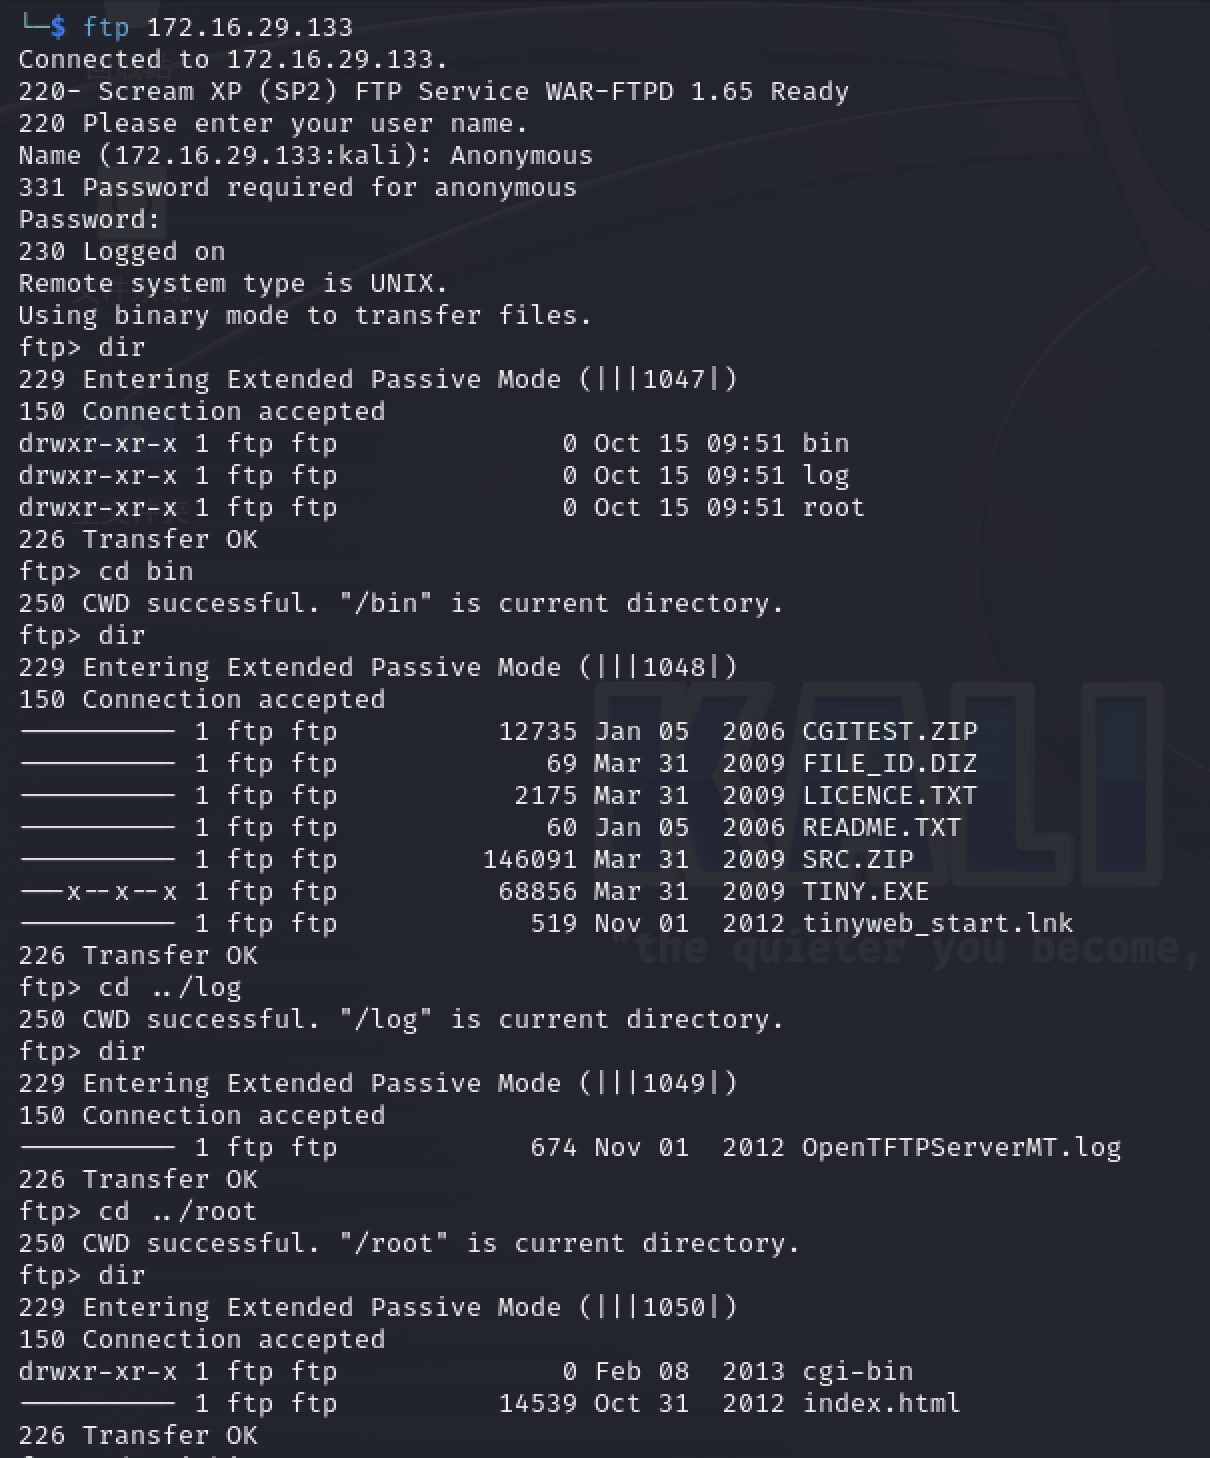 └─$ ftp 172.16.29.133
Connected to 172.16.29.133.
220- Scream XP (SP2) FTP Service WAR-FTPD 1.65 Ready
220 Please enter your user name.
Name (172.16.29.133:kali): Anonymous
331 Password required for anonymous
Password:
230 Logged on
Remote system type is UNIX.
Using binary mode to transfer files.
ftp> dir
229 Entering Extended Passive Mode (|||1047|)
150 Connection accepted
drwxr-xr-x 1 ftp ftp              0 Oct 15 09:51 bin
drwxr-xr-x 1 ftp ftp              0 Oct 15 09:51 log
drwxr-xr-x 1 ftp ftp              0 Oct 15 09:51 root
226 Transfer OK
ftp> cd bin
250 CWD successful. "/bin" is current directory.
ftp> dir
229 Entering Extended Passive Mode (|||1048|)
150 Connection accepted
---------- 1 ftp ftp          12735 Jan 05  2006 CGITEST.ZIP
---------- 1 ftp ftp             69 Mar 31  2009 FILE_ID.DIZ
---------- 1 ftp ftp           2175 Mar 31  2009 LICENCE.TXT
---------- 1 ftp ftp             60 Jan 05  2006 README.TXT
---------- 1 ftp ftp         146091 Mar 31  2009 SRC.ZIP
---x--x--x 1 ftp ftp          68856 Mar 31  2009 TINY.EXE
---------- 1 ftp ftp            519 Nov 01  2012 tinyweb_start.lnk
226 Transfer OK
ftp> cd ../log
250 CWD successful. "/log" is current directory.
ftp> dir
229 Entering Extended Passive Mode (|||1049|)
150 Connection accepted
---------- 1 ftp ftp            674 Nov 01  2012 OpenTFTPServerMT.log
226 Transfer OK
ftp> cd ../root
250 CWD successful. "/root" is current directory.
ftp> dir
229 Entering Extended Passive Mode (|||1050|)
150 Connection accepted
drwxr-xr-x 1 ftp ftp              0 Feb 08  2013 cgi-bin
---------- 1 ftp ftp          14539 Oct 31  2012 index.html
226 Transfer OK
KALI
"the quieter you become,